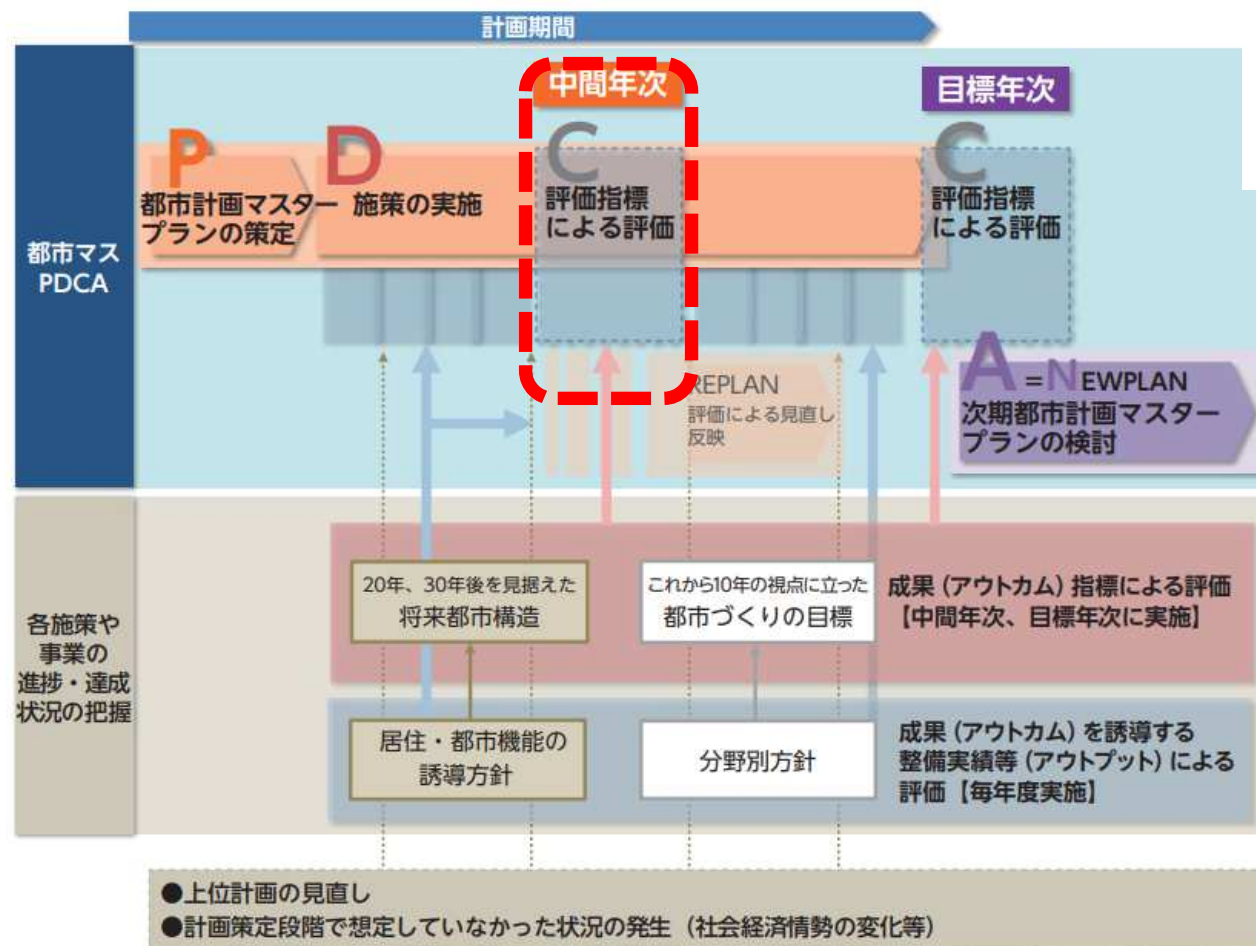 計画期間
中間年次
目標年次
都市マス
PDCA
P
都市計画マスター
プランの策定
D
施策の実施
C
評価指標
による評価
C
評価指標
による評価
REPLAN
評価による見直し
反映
A=NEWPLAN
次期都市計画マスター
プランの検討
各施策や
事業の
進捗・達成
状況の把握
20年、30年後を見据えた
将来都市構造
これから10年の視点に立った
都市づくりの目標
成果(アウトカム)指標による評価
【中間年次、目標年次に実施】
居住・都市機能の
誘導方針
分野別方針
成果(アウトカム)を誘導する
整備実績等(アウトプット)による
評価【毎年度実施】
●上位計画の見直し
●計画策定段階で想定していなかった状況の発生(社会経済情勢の変化等)